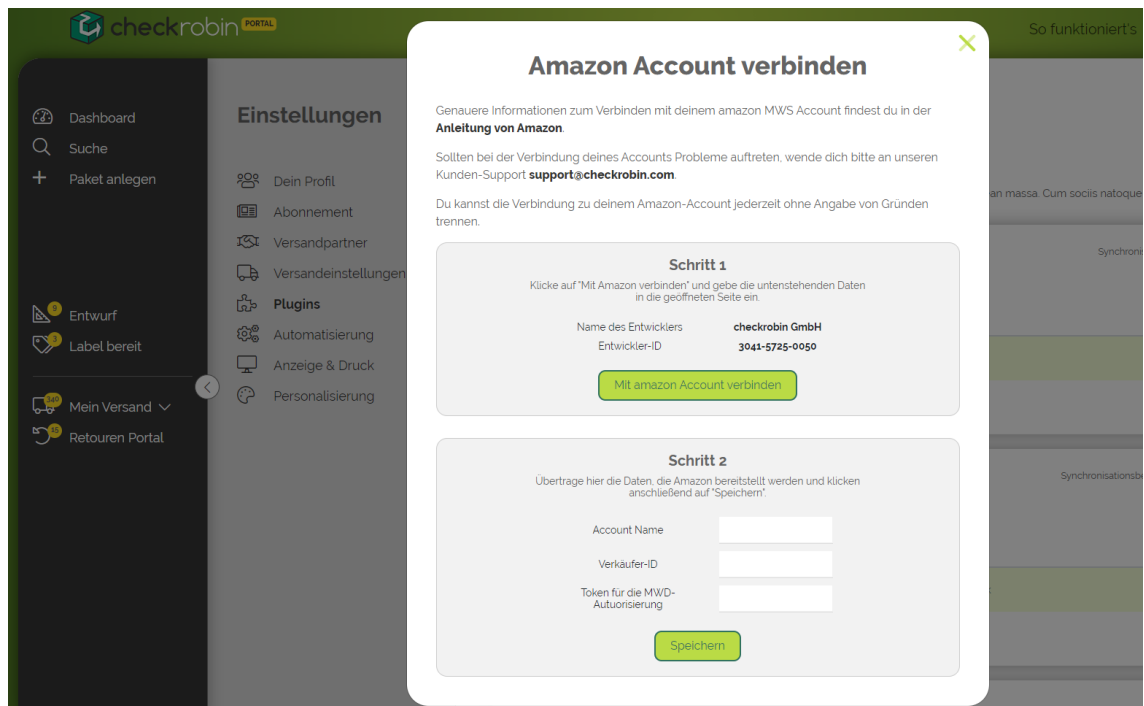 checkrobin PORTAL
So funktioniert's
Dashboard
Suche
Paket anlegen
9
Entwurf
3
Label bereit
340
Mein Versand
15
Retouren Portal
Einstellungen
Dein Profil
Abonnement
Versandpartner
Versandeinstellungen
Plugins
Automatisierung
Anzeige & Druck
Personalisierung
Amazon Account verbinden
Genauere Informationen zum Verbinden mit deinem amazon MWS Account findest du in der
Anleitung von Amazon.
Sollten bei der Verbindung deines Accounts Probleme auftreten, wende dich bitte an unseren
Kunden-Support support@checkrobin.com.
Du kannst die Verbindung zu deinem Amazon-Account jederzeit ohne Angabe von Gründen
trennen.
Schritt 1
Klicke auf "Mit Amazon verbinden" und gebe die untenstehenden Daten
in die geöffneten Seite ein.
Name des Entwicklers checkrobin GmbH
Entwickler-ID 3041-5725-0050
Mit amazon Account verbinden
Schritt 2
Übertrage hier die Daten, die Amazon bereitstellt werden und klicken
anschließend auf "Speichern".
Account Name
Verkäufer-ID
Token für die MWD-
Autuorisierung
Speichern
an massa. Cum sociis natoque
Synchronis
Synchronisationsbe